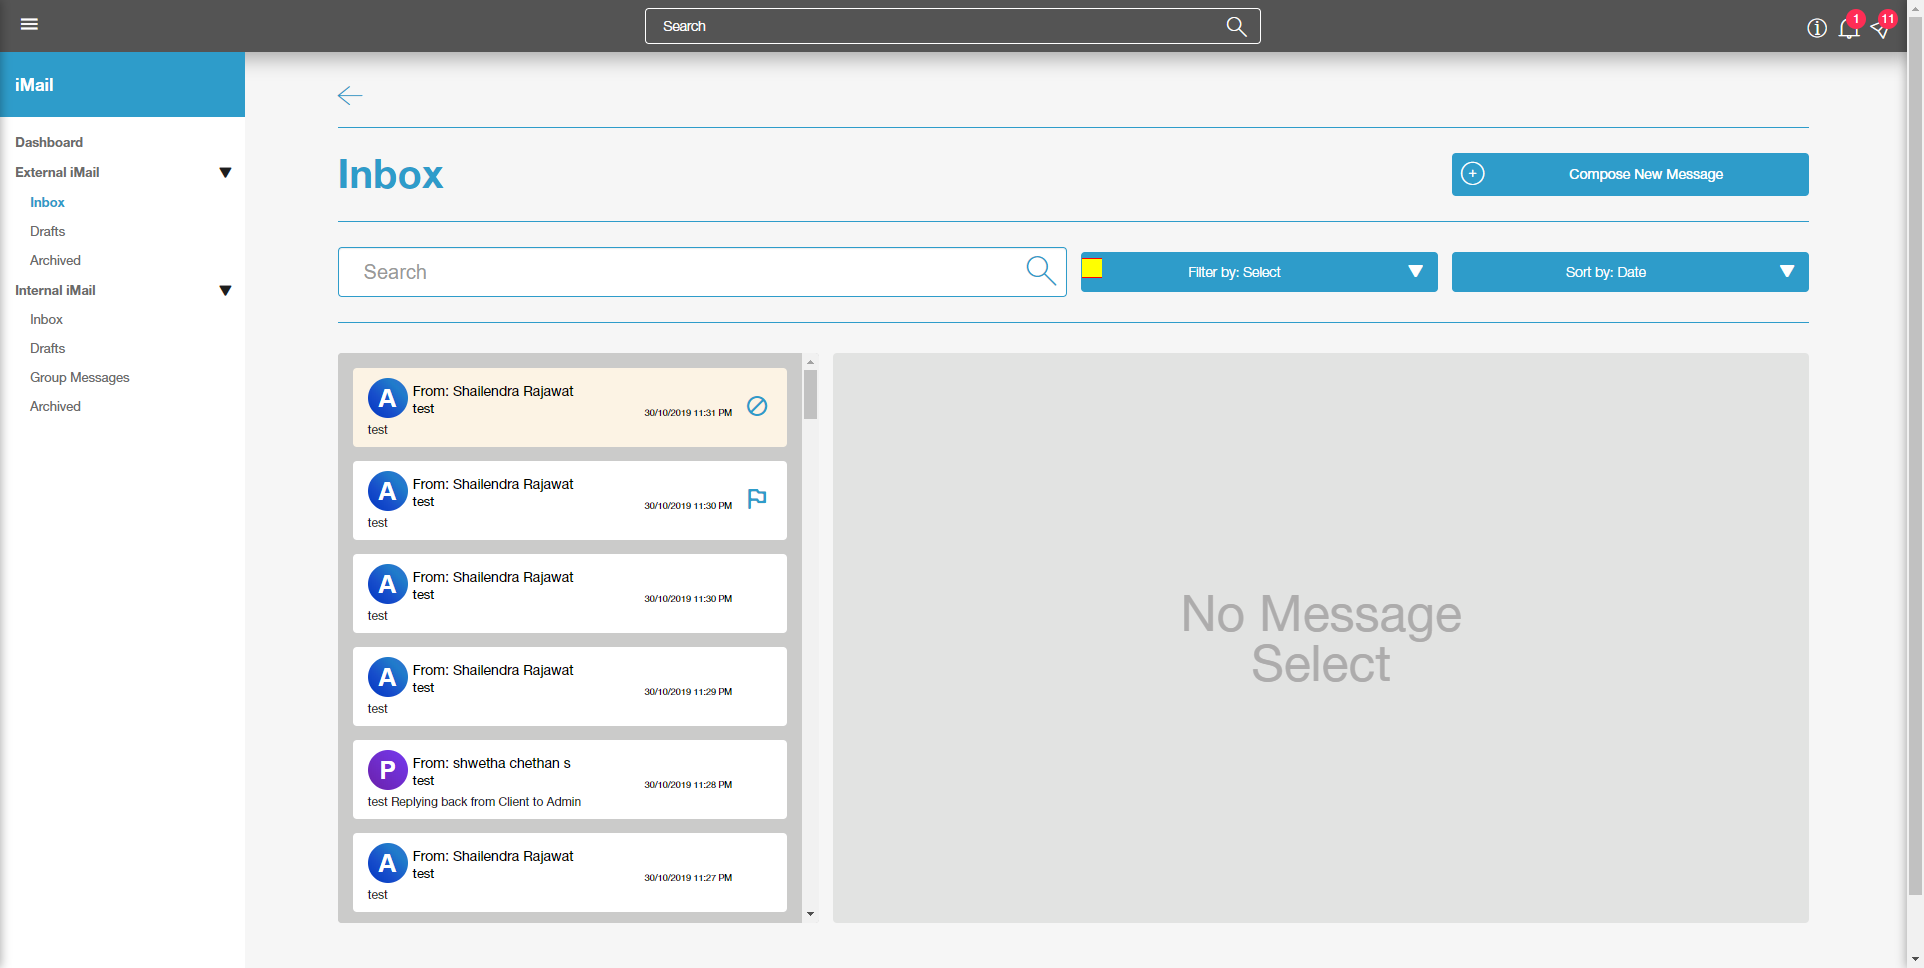 Search
1
11
iMail
Dashboard
External iMail
Inbox
Drafts
Archived
Internal iMail
Inbox
Drafts
Group Messages
Archived
Inbox
Compose New Message
Search
Filter by: Select
Sort by: Date
A
From: Shailendra Rajawat
test
30/10/2019 11:31 PM
test
A
From: Shailendra Rajawat
test
30/10/2019 11:30 PM
test
A
From: Shailendra Rajawat
test
30/10/2019 11:30 PM
test
A
From: Shailendra Rajawat
test
30/10/2019 11:29 PM
test
P
From: shwetha chethan s
test
30/10/2019 11:28 PM
test Replying back from Client to Admin
A
From: Shailendra Rajawat
test
30/10/2019 11:27 PM
test
No Message
Select